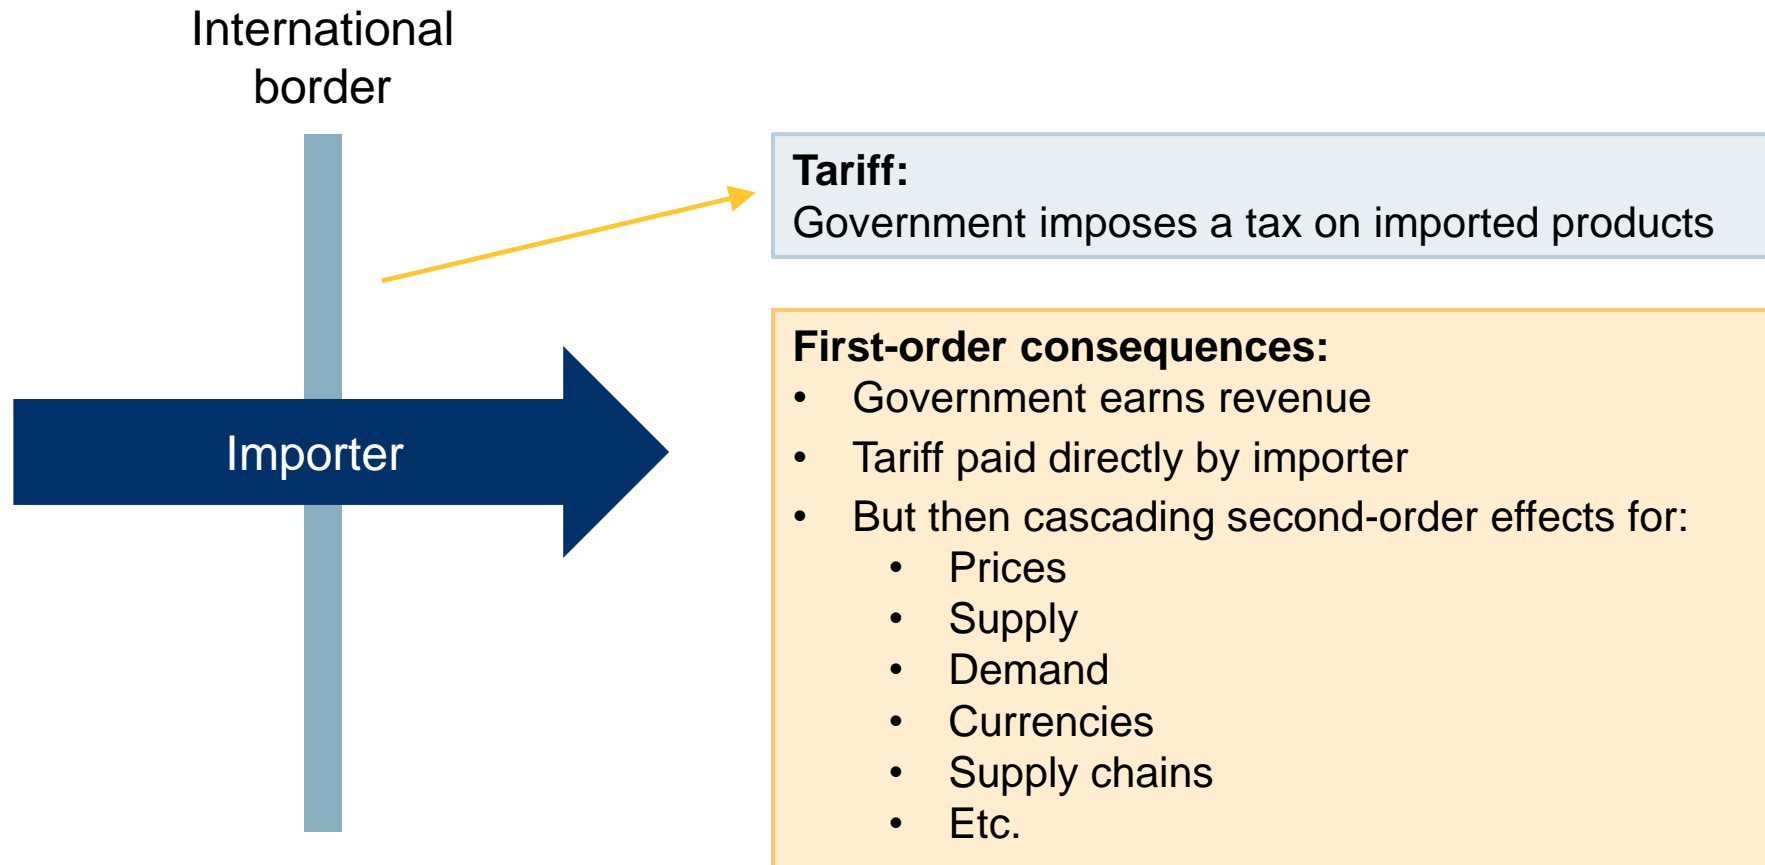 International
border
Tariff:
Government imposes a tax on imported products
Importer
First-order consequences:
• Government earns revenue
• Tariff paid directly by importer
• But then cascading second-order effects for:
• Prices
• Supply
• Demand
• Currencies
• Supply chains
• Etc.